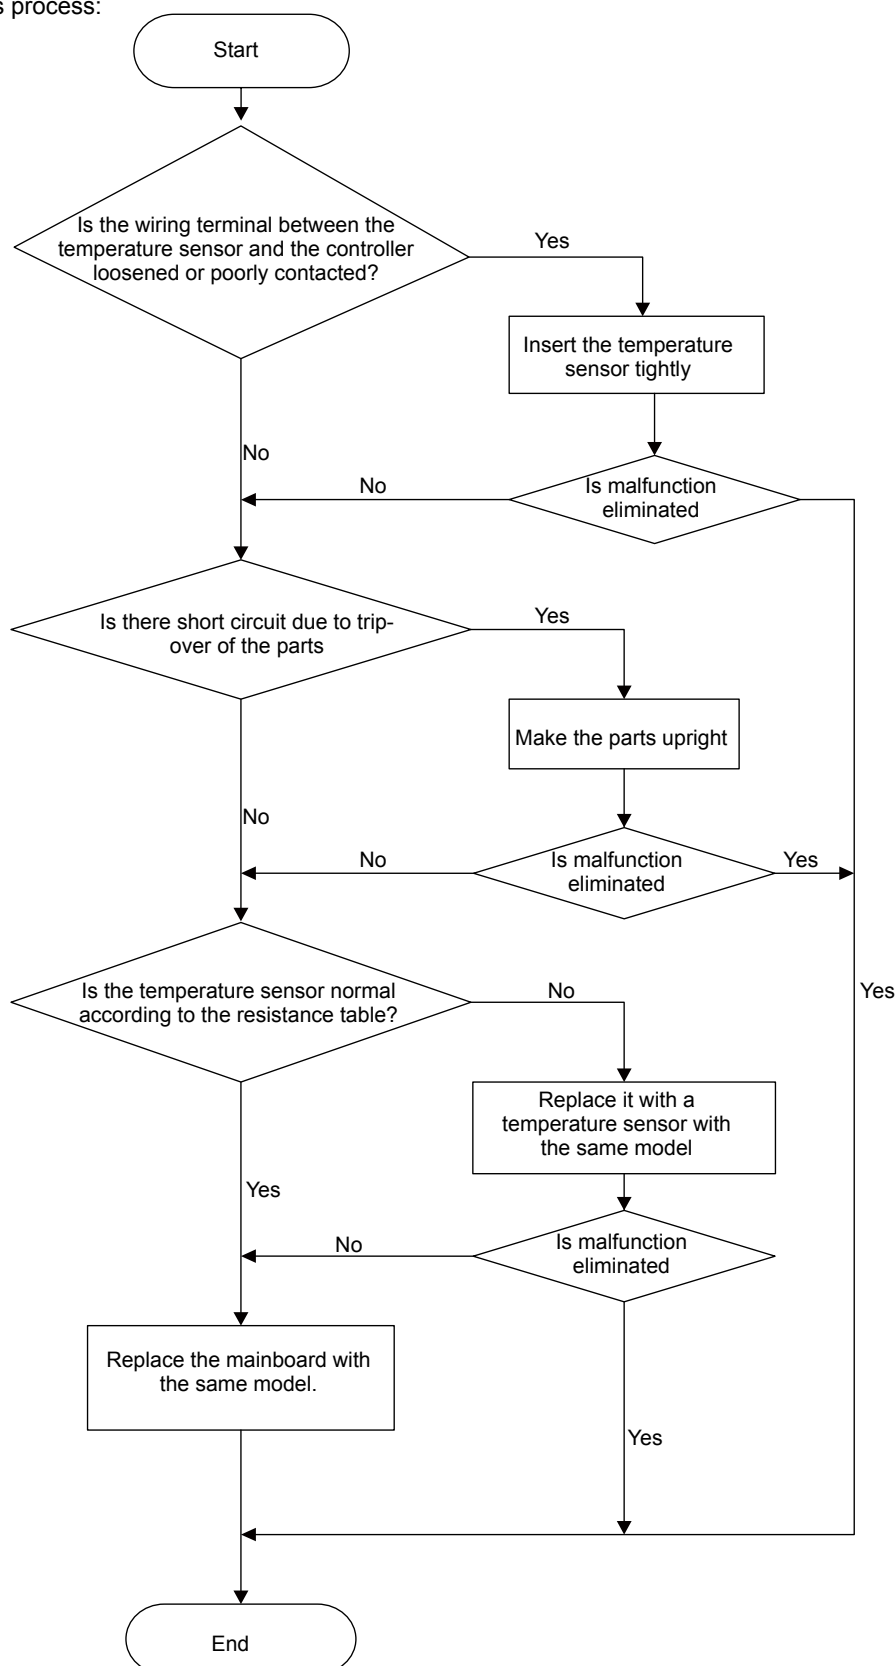 s process:
Start
Is the wiring terminal between the
temperature sensor and the controller
loosened or poorly contacted?
Yes
Insert the temperature
sensor tightly
No
No
Is malfunction
eliminated
Is there short circuit due to trip-
over of the parts
Yes
Make the parts upright
No
No
Is malfunction
eliminated
Yes
Is the temperature sensor normal
according to the resistance table?
No
Yes
Replace it with a
temperature sensor with
the same model
Yes
No
Is malfunction
eliminated
Replace the mainboard with
the same model.
Yes
End